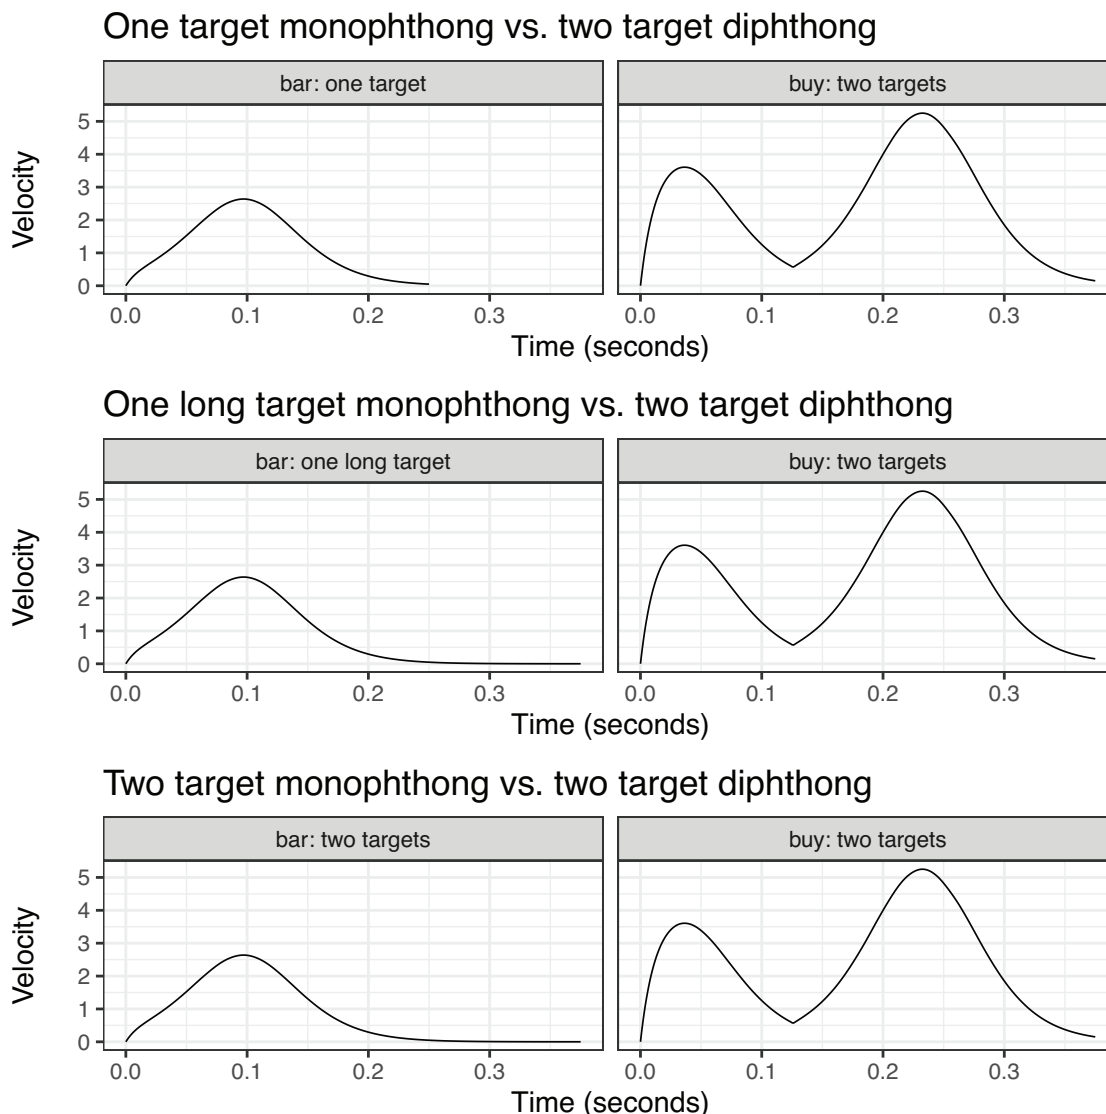 One target monophthong vs. two target diphthong
bar: one target
buy: two targets
Velocity
5
4
3
2
1
0
0.0 0.1 0.2 0.3
0.0 0.1 0.2 0.3
Time (seconds)
One long target monophthong vs. two target diphthong
bar: one long target
buy: two targets
Velocity
5
4
3
2
1
0
0.0 0.1 0.2 0.3
0.0 0.1 0.2 0.3
Time (seconds)
Two target monophthong vs. two target diphthong
bar: two targets
buy: two targets
Velocity
5
4
3
2
1
0
0.0 0.1 0.2 0.3
0.0 0.1 0.2 0.3
Time (seconds)